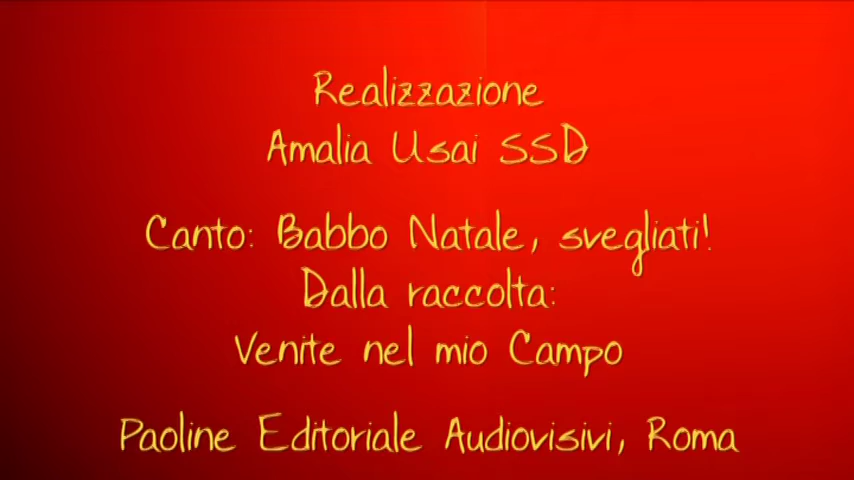 Realizzazione
Amalia Usai SSD
Canto: Babbo Natale, svegliati!
Dalla raccolta:
Venite nel mio Campo
Paoline Editoriale Audiovisivi, Roma